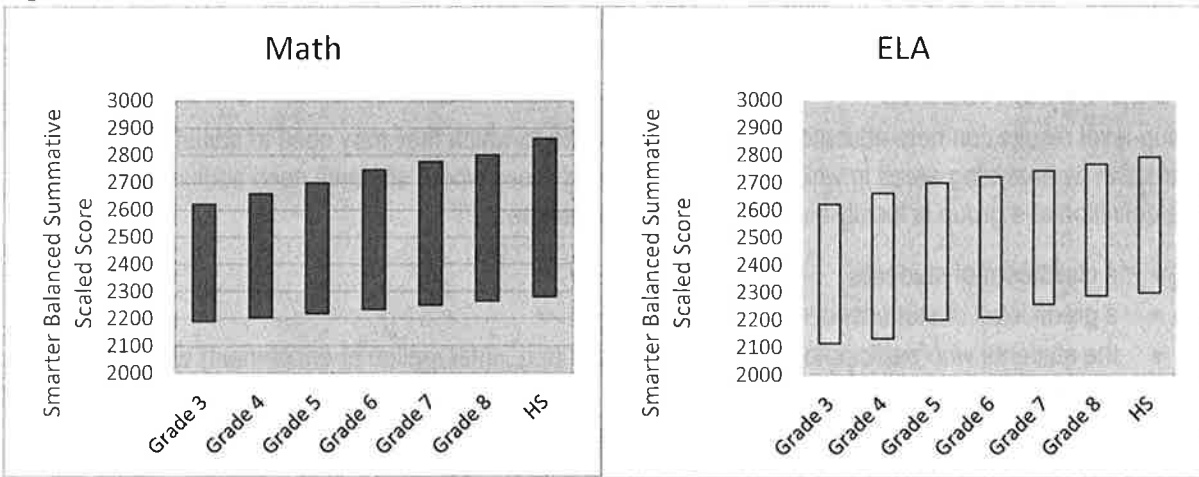 Math
Smarter Balanced Summative
Scaled Score
3000
2900
2800
2700
2600
2500
2400
2300
2200
2100
2000
Grade 3
Grade 4
Grade 5
Grade 6
Grade 7
Grade 8
HS
ELA
Smarter Balanced Summative
Scaled Score
3000
2900
2800
2700
2600
2500
2400
2300
2200
2100
2000
Grade 3
Grade 4
Grade 5
Grade 6
Grade 7
Grade 8
HS